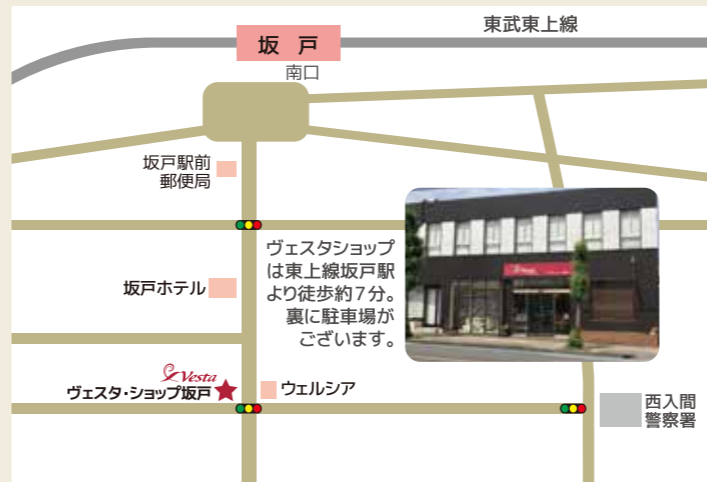 東武東上線
坂 戸
南口
坂戸駅前
郵便局
ヴェスタショップ
は東上線坂戸駅
より徒歩約7分。
裏に駐車場が
ございます。
坂戸ホテル
Vesta
ヴェスタ・ショップ坂戸
ウェルシア
西入間
警察署